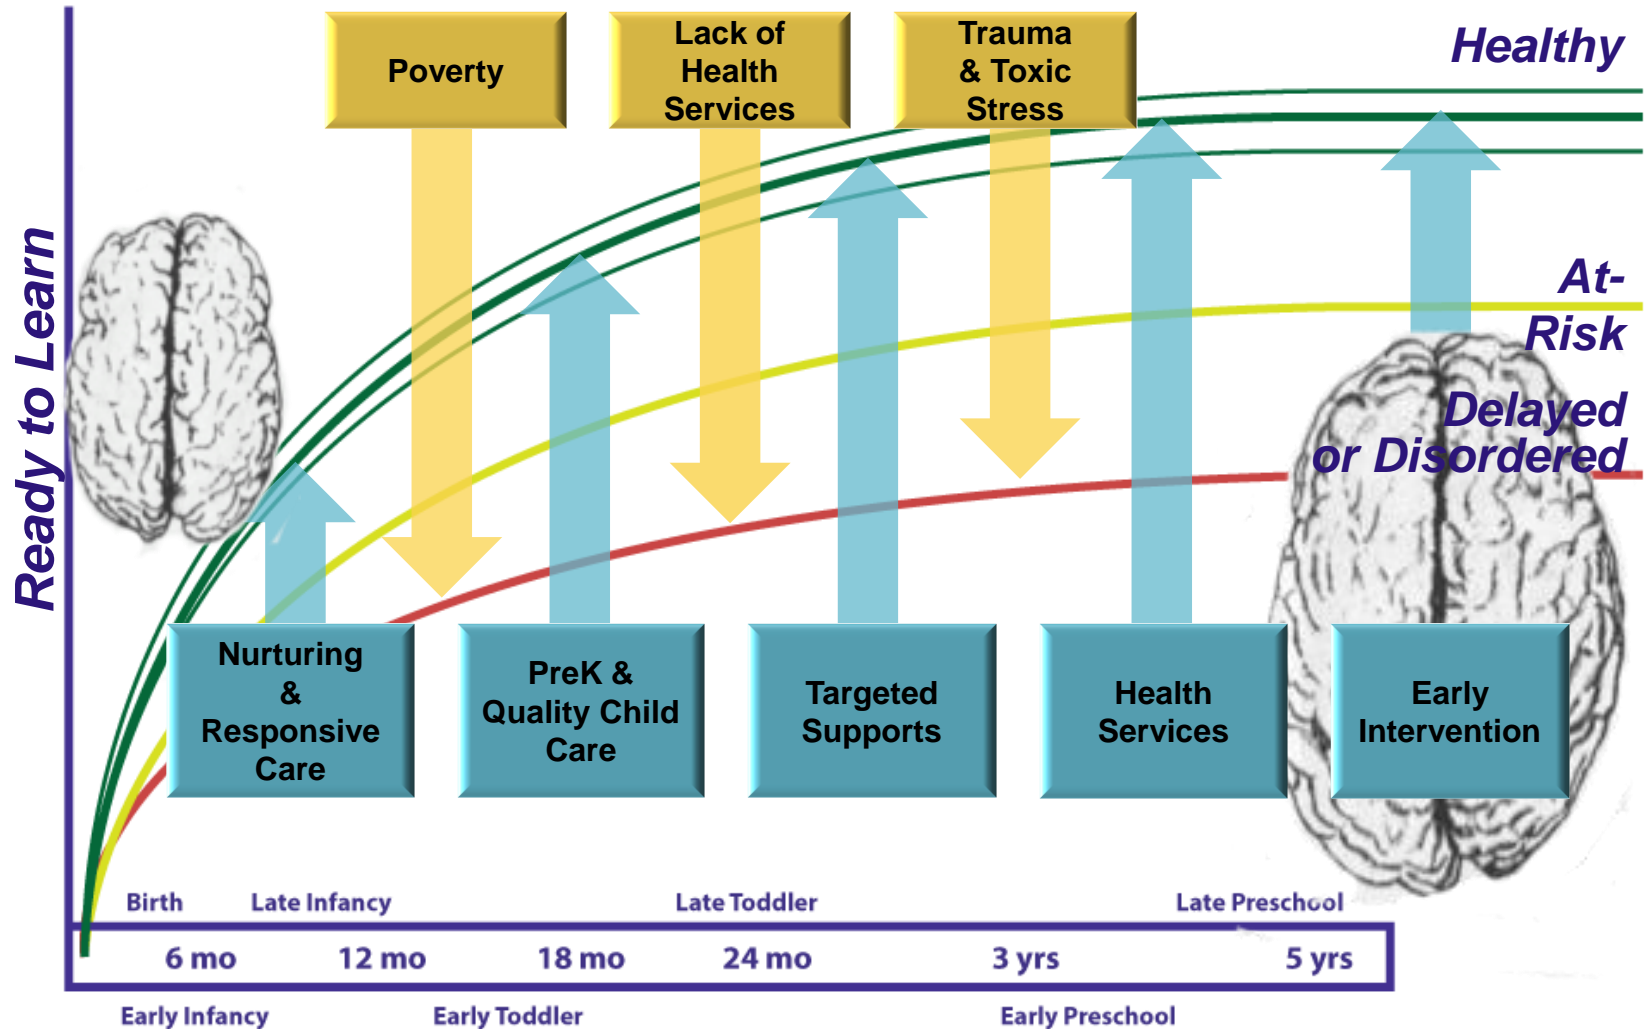 Poverty
Lack of
Health
Services
Trauma
& Toxic
Stress
Healthy
At-
Risk
Delayed
or Disordered
Ready to Learn
Nurturing
&
Responsive
Care
PreK &
Quality Child
Care
Targeted
Supports
Health
Services
Early
Intervention
Birth
Late Infancy
Late Toddler
Late Preschool
6 mo
12 mo
18 mo
24 mo
3 yrs
5 yrs
Early Infancy
Early Toddler
Early Preschool